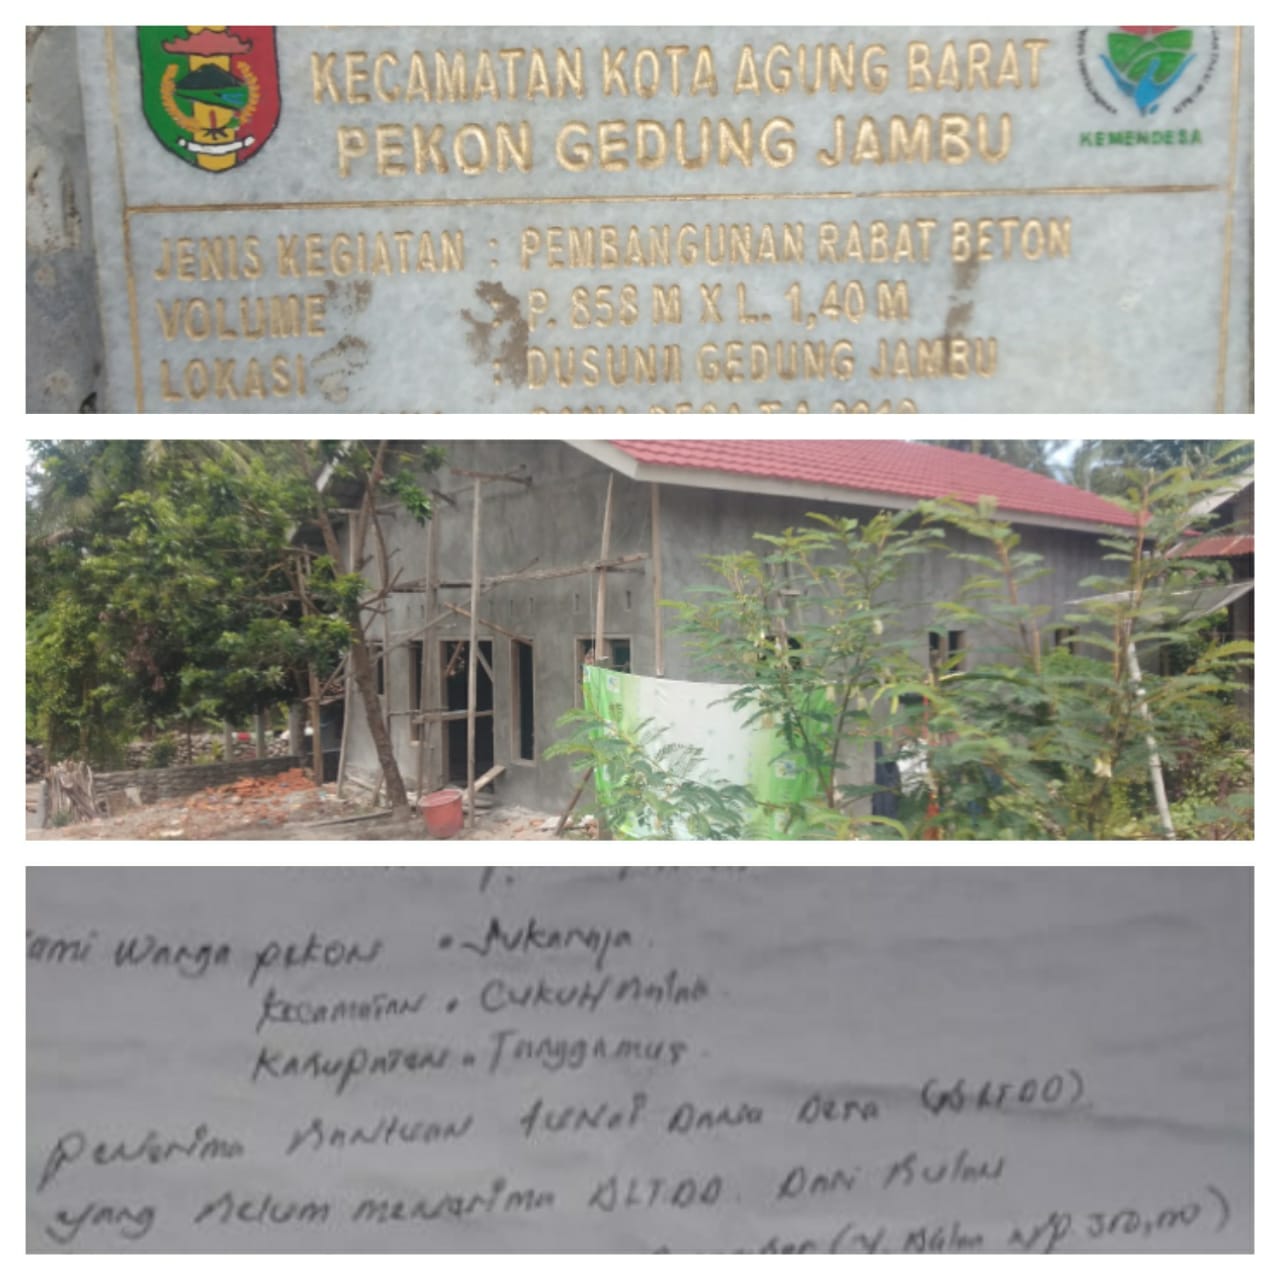 KECAMATAN KOTA AGUNG BARAT
PEKON GEDUNG JAMBU
KEMENDESA
JENIS KEGIATAN : PEMBANGUNAN RABAT BETON
VOLUME : P. 858 M X L. 1,40 M
LOKASI : DUSUN II GEDUNG JAMBU
Kami warga pekon : Sukaraja
Kecamatan : Cukuh Balak
Kabupaten : Tanggamus
Penerima Bantuan tunai Dana Desa (BLTDD)
yang Belum menerima BLTDD Dari Bulan
350,000)